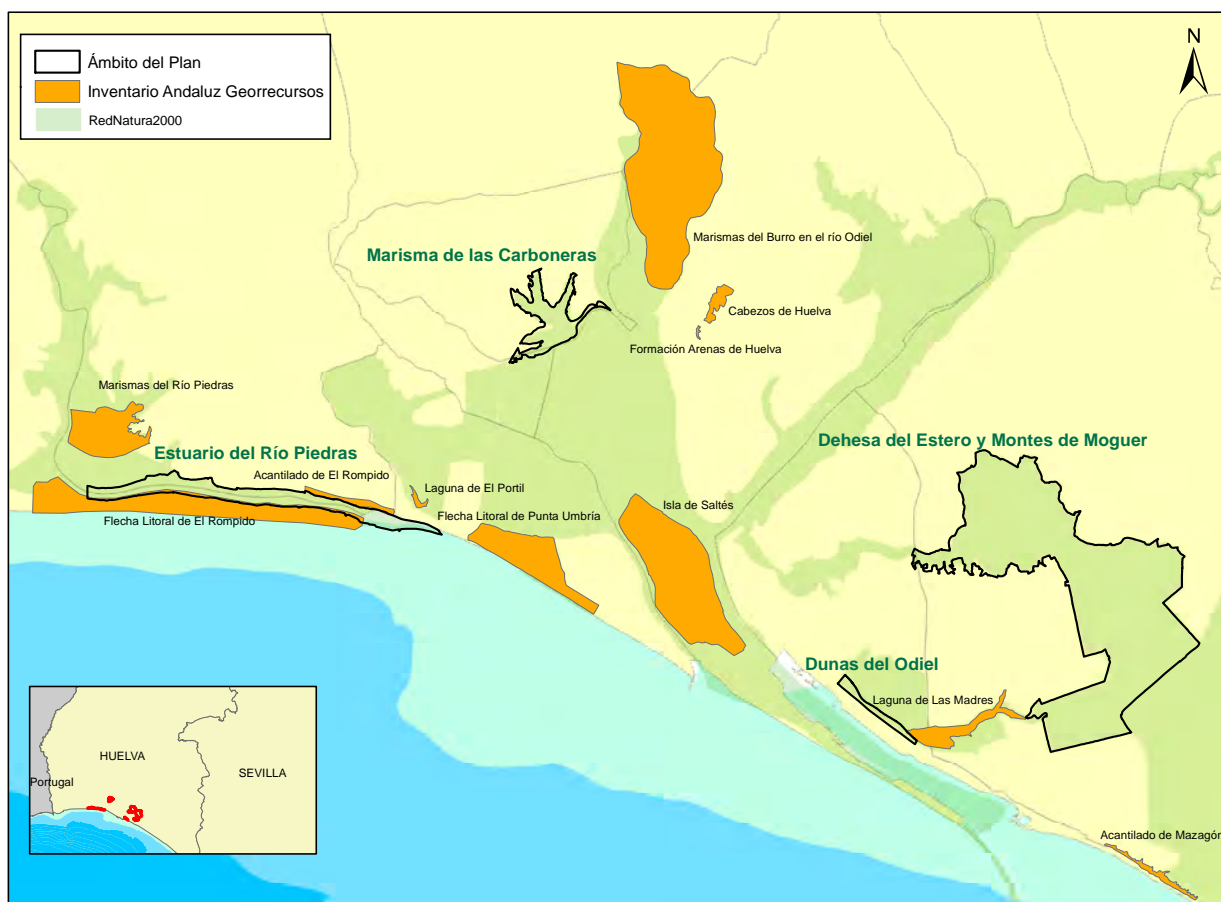 Ámbito del Plan
Inventario Andaluz Georrecursos
RedNatura2000
N
Marismas del Burro en el río Odiel
Marisma de las Carboneras
Cabezos de Huelva
Formación Arenas de Huelva
Marismas del Río Piedras
Estuario del Río Piedras
Acantilado de El Rompido
Laguna de El Portil
Flecha Litoral de El Rompido
Flecha Litoral de Punta Umbría
Isla de Saltés
Dehesa del Estero y Montes de Moguer
Dunas del Odiel
Laguna de Las Madres
Acantilado de Mazagón
HUELVA
SEVILLA
Portugal